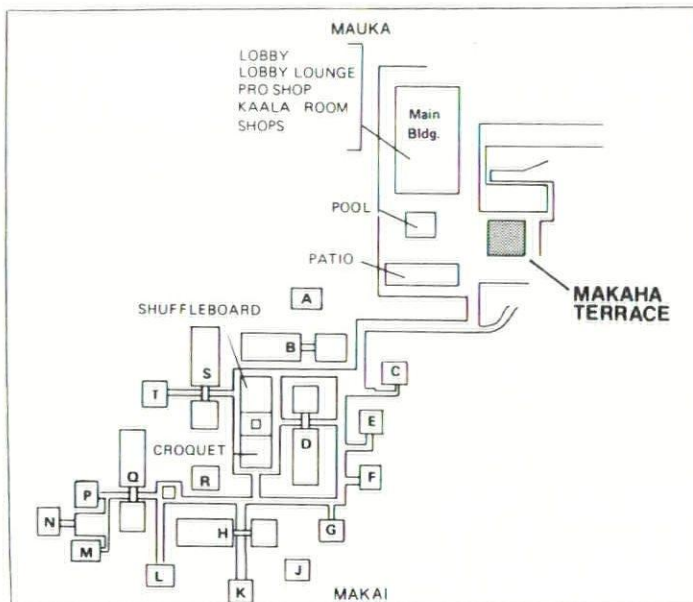 MAUKA
LOBBY
LOBBY LOUNGE
PRO SHOP
KAALA ROOM
SHOPS
Main
Bldg.
POOL
PATIO
MAKAHA
TERRACE
A
SHUFFLEBOARD
B
S
C
T
E
D
CROQUET
F
Q
R
P
N
H
G
M
L
J
K
MAKAI